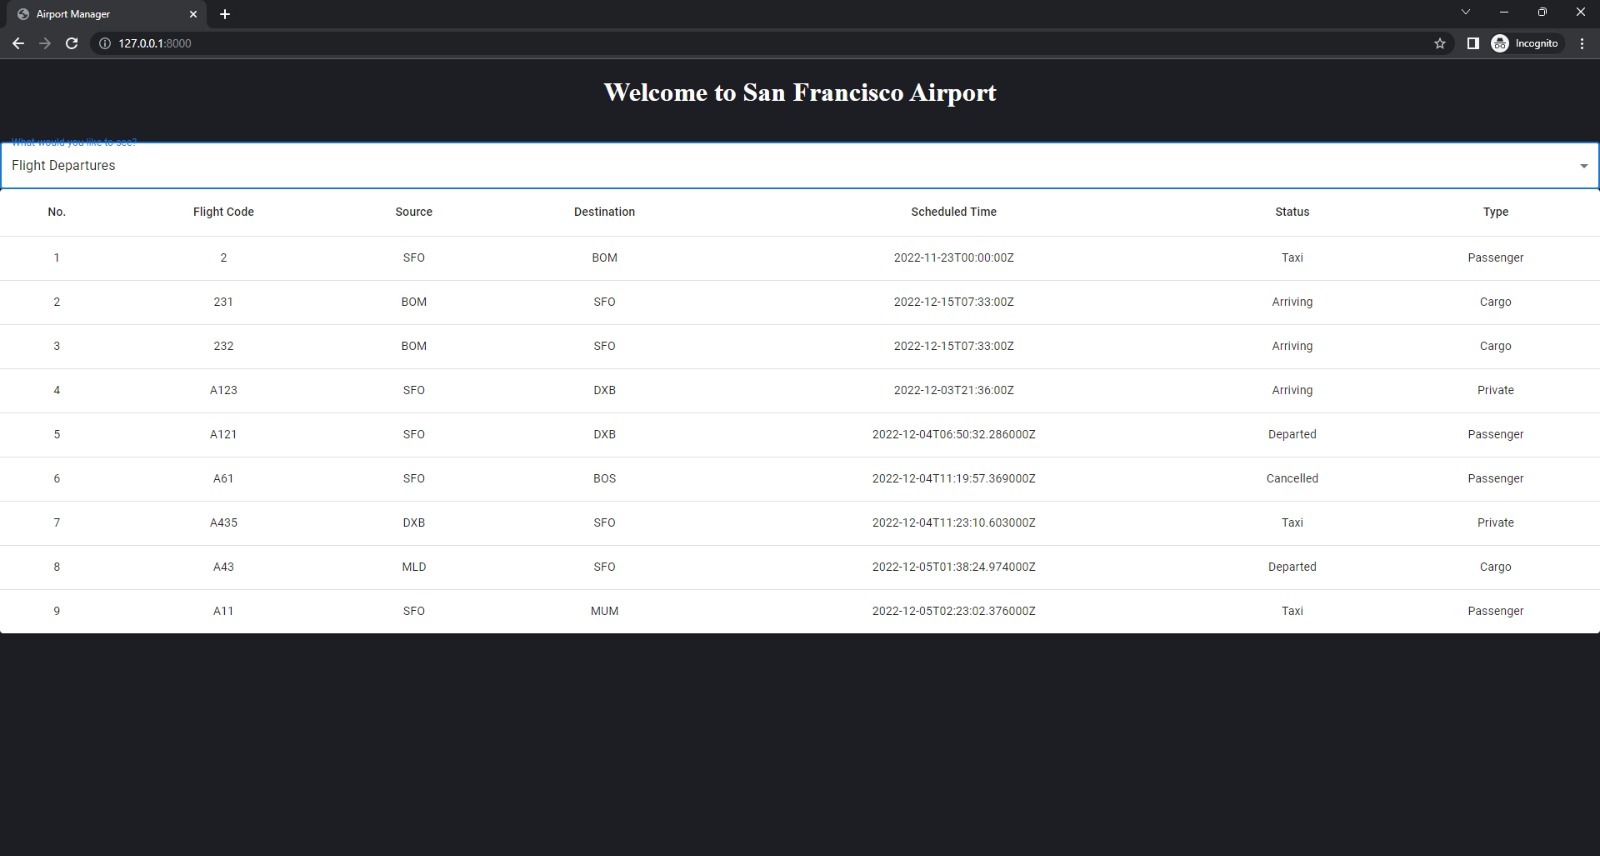 Airport Manager
127.0.0.1:8000
Incognito
Welcome to San Francisco Airport
What would you like to see?
Flight Departures
No. Flight Code Source Destination Scheduled Time Status Type
1 2 SFO BOM 2022-11-23T00:00:00Z Taxi Passenger
2 231 BOM SFO 2022-12-15T07:33:00Z Arriving Cargo
3 232 BOM SFO 2022-12-15T07:33:00Z Arriving Cargo
4 A123 SFO DXB 2022-12-03T21:36:00Z Arriving Private
5 A121 SFO DXB 2022-12-04T06:50:32.286000Z Departed Passenger
6 A61 SFO BOS 2022-12-04T11:19:57.369000Z Cancelled Passenger
7 A435 DXB SFO 2022-12-04T11:23:10.603000Z Taxi Private
8 A43 MLD SFO 2022-12-05T01:38:24.974000Z Departed Cargo
9 A11 SFO MUM 2022-12-05T02:23:02.376000Z Taxi Passenger